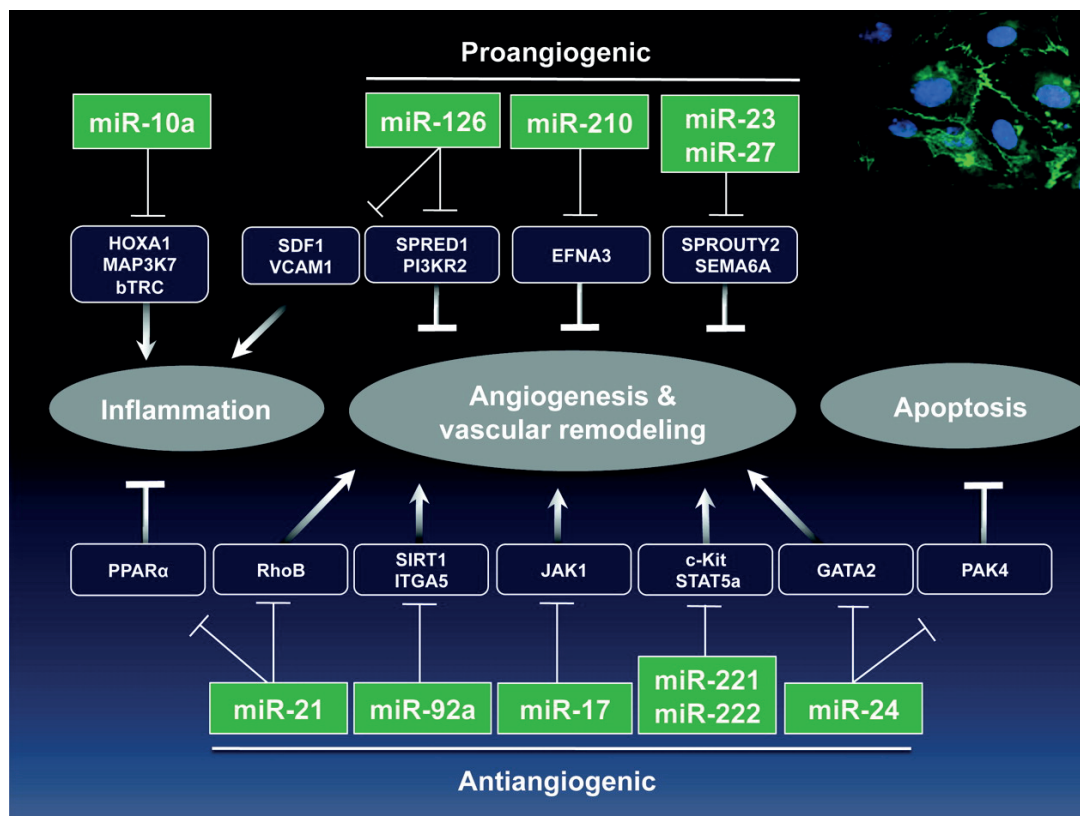 Proangiogenic
miR-10a
miR-126
miR-210
miR-23
miR-27
HOXA1
MAP3K7
bTRC
SDF1
VCAM1
SPRED1
PI3KR2
EFNA3
SPROUTY2
SEMA6A
Inflammation
Angiogenesis &
vascular remodeling
Apoptosis
PPARα
RhoB
SIRT1
ITGA5
JAK1
c-Kit
STAT5a
GATA2
PAK4
miR-21
miR-92a
miR-17
miR-221
miR-222
miR-24
Antiangiogenic